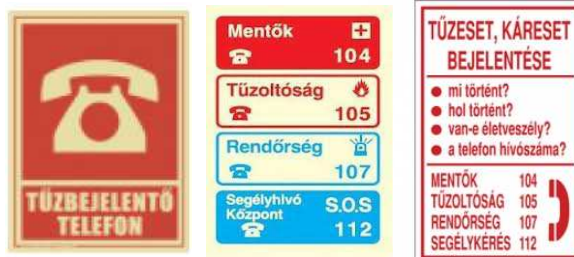 TŰZBEJELENTŐ
TELEFON
Mentők
104
Tűzoltóság
105
Rendőrség
107
Segélyhívó
Központ
S.O.S
112
TŰZESET, KÁRESET
BEJELENTÉSE
● mi történt?
● hol történt?
● van-e életveszély?
● a telefon hívószáma?
MENTŐK 104
TŰZOLTÓSÁG 105
RENDŐRSÉG 107
SEGÉLYKÉRÉS 112